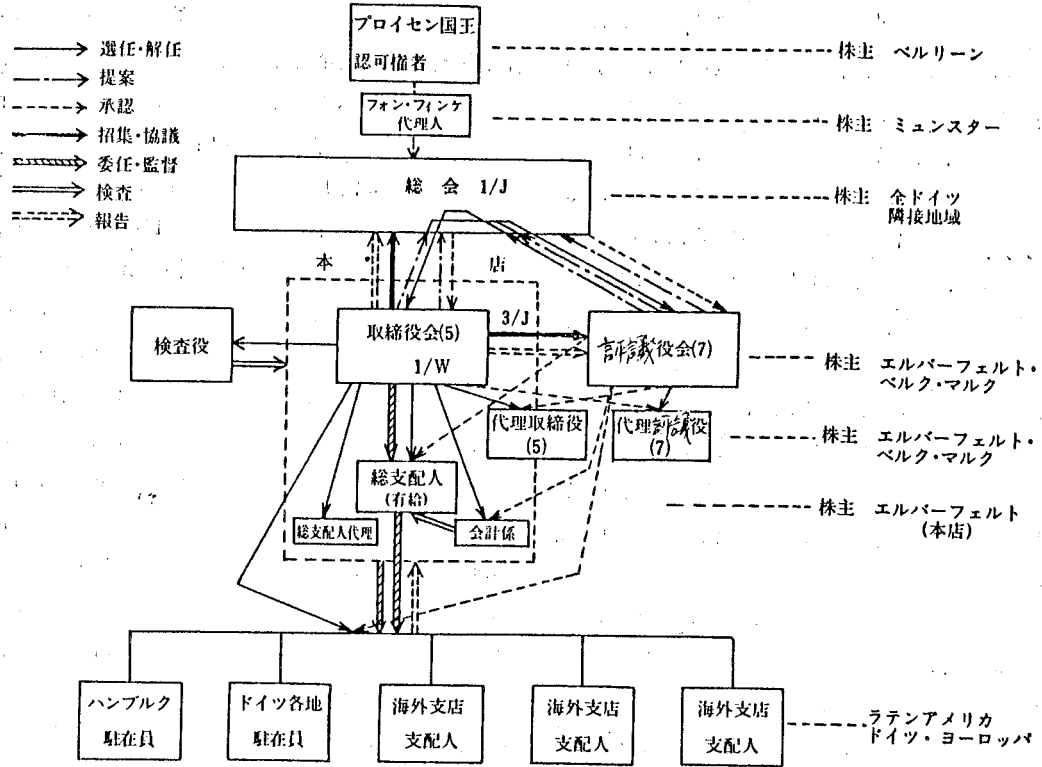 プロイセン国王
認可権者
株主 ベルリーン
選任・解任
提案
承認
招集・協議
委任・監督
検査
報告
フォン・フィンケ
代理人
株主 ミュンスター
総会 1/J
株主 全ドイツ
隣接地域
本店
検査役
取締役会(5)
1/W
3/J
評議役会(7)
株主 エルバーフェルト・
ベルク・マルク
代理取締役
(5)
代理評議役
(7)
株主 エルバーフェルト・
ベルク・マルク
総支配人
(有給)
株主 エルバーフェルト
(本店)
総支配人代理
会計係
ハンブルク
駐在員
ドイツ各地
駐在員
海外支店
支配人
海外支店
支配人
海外支店
支配人
ラテンアメリカ
ドイツ・ヨーロッパ